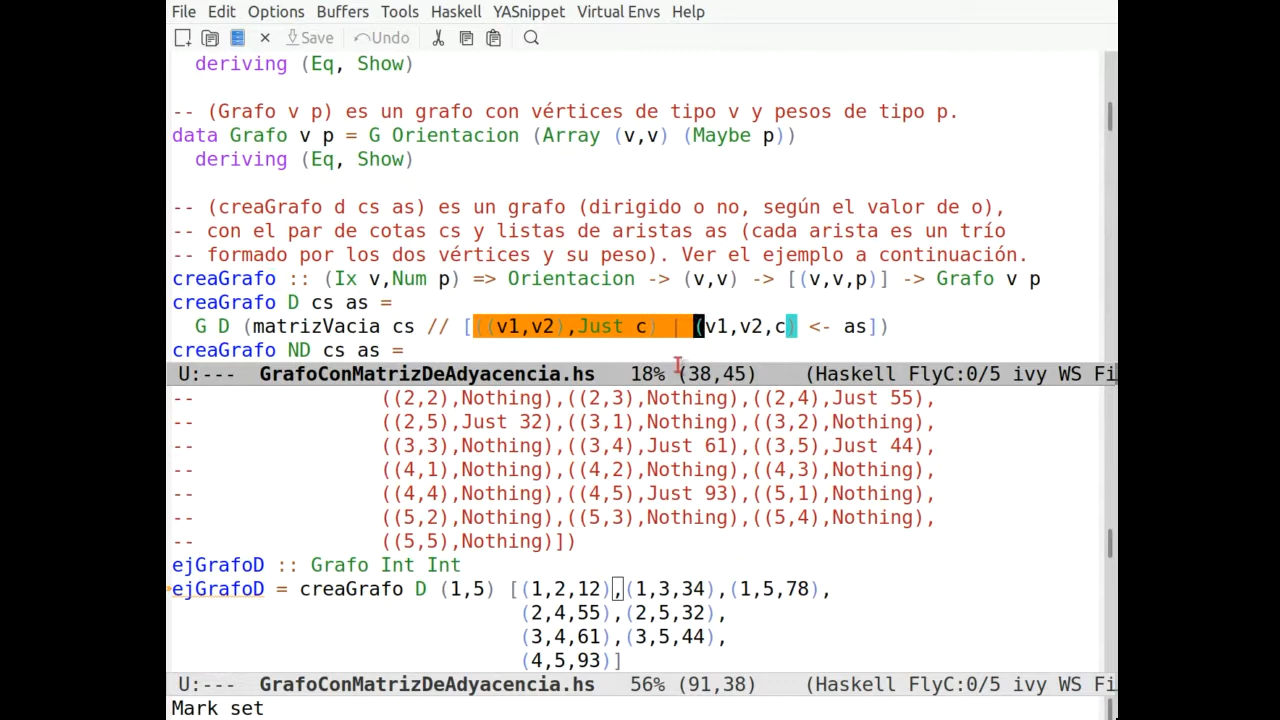 File Edit Options Buffers Tools Haskell YASnippet Virtual Envs Help
Save Undo
deriving (Eq, Show)
-- (Grafo v p) es un grafo con vértices de tipo v y pesos de tipo p.
data Grafo v p = G Orientacion (Array (v,v) (Maybe p))
deriving (Eq, Show)
-- (creaGrafo d cs as) es un grafo (dirigido o no, según el valor de o),
-- con el par de cotas cs y listas de aristas as (cada arista es un trío
-- formado por los dos vértices y su peso). Ver el ejemplo a continuación.
creaGrafo :: (Ix v,Num p) => Orientacion -> (v,v) -> [(v,v,p)] -> Grafo v p
creaGrafo D cs as =
G D (matrizVacia cs // [((v1,v2),Just c) | (v1,v2,c) <- as])
creaGrafo ND cs as =
U:--- GrafoConMatrizDeAdyacencia.hs 18% (38,45) (Haskell FlyC:0/5 ivy WS Fi
-- ((2,2),Nothing),((2,3),Nothing),((2,4),Just 55),
-- ((2,5),Just 32),((3,1),Nothing),((3,2),Nothing),
-- ((3,3),Nothing),((3,4),Just 61),((3,5),Just 44),
-- ((4,1),Nothing),((4,2),Nothing),((4,3),Nothing),
-- ((4,4),Nothing),((4,5),Just 93),((5,1),Nothing),
-- ((5,2),Nothing),((5,3),Nothing),((5,4),Nothing),
-- ((5,5),Nothing)])
ejGrafoD :: Grafo Int Int
ejGrafoD = creaGrafo D (1,5) [(1,2,12),(1,3,34),(1,5,78),
(2,4,55),(2,5,32),
(3,4,61),(3,5,44),
(4,5,93)]
U:--- GrafoConMatrizDeAdyacencia.hs 56% (91,38) (Haskell FlyC:0/5 ivy WS Fi
Mark set